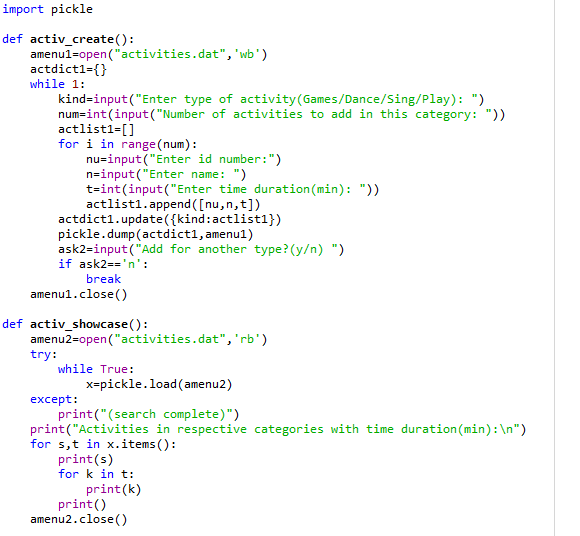 import pickle

def activ_create():
    amenu1=open("activities.dat",'wb')
    actdict1={}
    while 1:
        kind=input("Enter type of activity(Games/Dance/Sing/Play): ")
        num=int(input("Number of activities to add in this category: "))
        actlist1=[]
        for i in range(num):
            nu=input("Enter id number:")
            n=input("Enter name: ")
            t=int(input("Enter time duration(min): "))
            actlist1.append([nu,n,t])
        actdict1.update({kind:actlist1})
        pickle.dump(actdict1,amenu1)
        ask2=input("Add for another type?(y/n) ")
        if ask2=='n':
            break
    amenu1.close()

def activ_showcase():
    amenu2=open("activities.dat",'rb')
    try:
        while True:
            x=pickle.load(amenu2)
    except:
        print("(search complete)")
    print("Activities in respective categories with time duration(min):\n")
    for s,t in x.items():
        print(s)
        for k in t:
            print(k)
        print()
    amenu2.close()